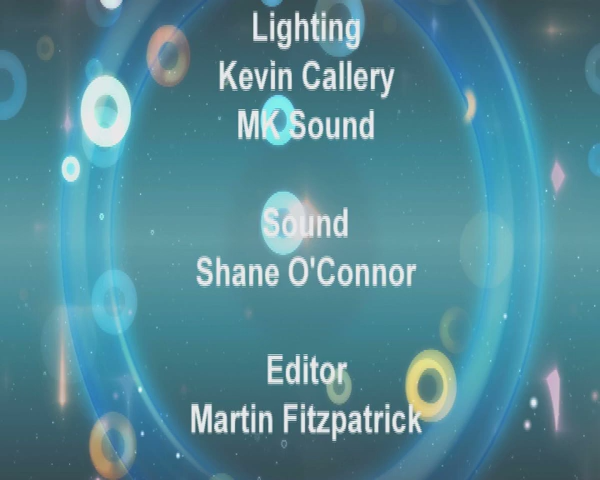 Lighting
Kevin Callery
MK Sound
Sound
Shane O'Connor
Editor
Martin Fitzpatrick